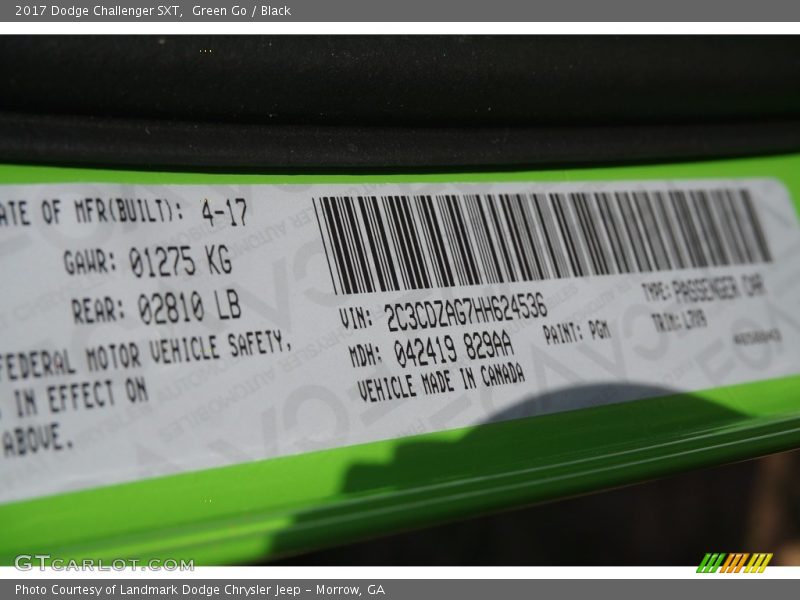 2017 Dodge Challenger SXT,  Green Go / Black
ATE OF MFR(BUILT): 4-17
GAWR: 01275 KG
REAR: 02810 LB
FEDERAL MOTOR VEHICLE SAFETY,
IN EFFECT ON
ABOVE.
VIN: 2C3CDZAG7HH624536
TYPE: PASSENGER CAR
MDH: 042419 829AA
PAINT: PGM
TRIM:
VEHICLE MADE IN CANADA
GTCARLOT.COM
Photo Courtesy of Landmark Dodge Chrysler Jeep – Morrow, GA